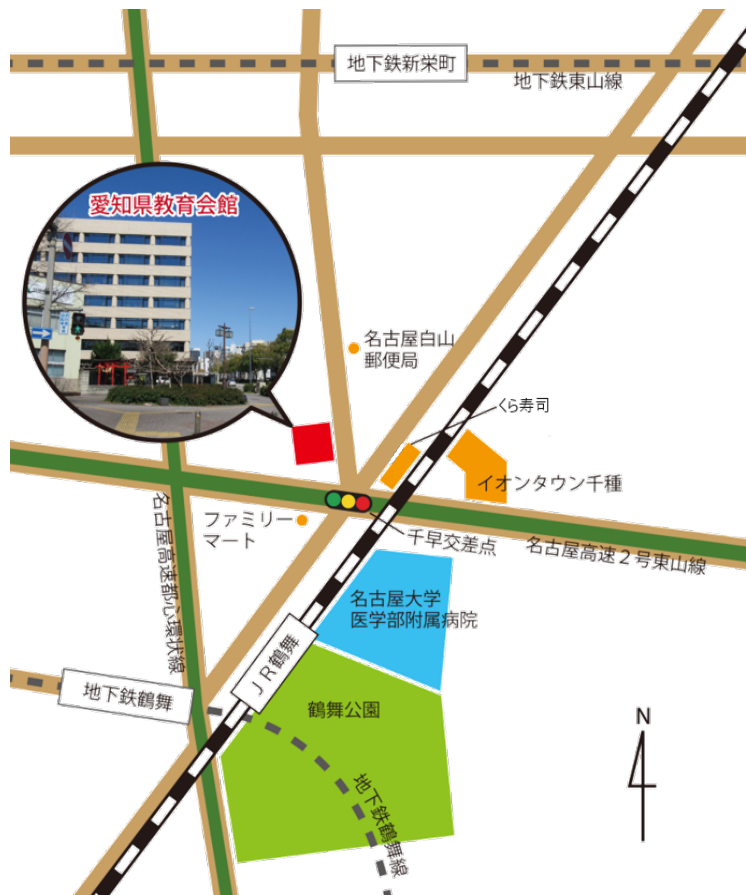 地下鉄新栄町
地下鉄東山線
愛知県教育会館
名古屋白山
郵便局
くら寿司
イオンタウン千種
ファミリー
マート
千早交差点
名古屋高速２号東山線
名古屋高速都心環状線
名古屋大学
医学部附属病院
ＪＲ鶴舞
地下鉄鶴舞
鶴舞公園
地下鉄鶴舞線
N